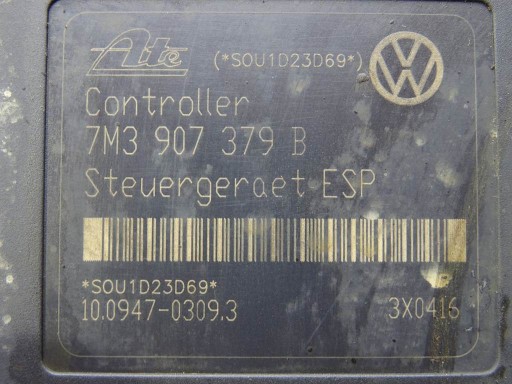 Ate (*SOU1D23D69*)
Controller
7M3 907 379 B
Steuergeraet ESP
*SOU1D23D69*
10.0947-0309.3 3X0416